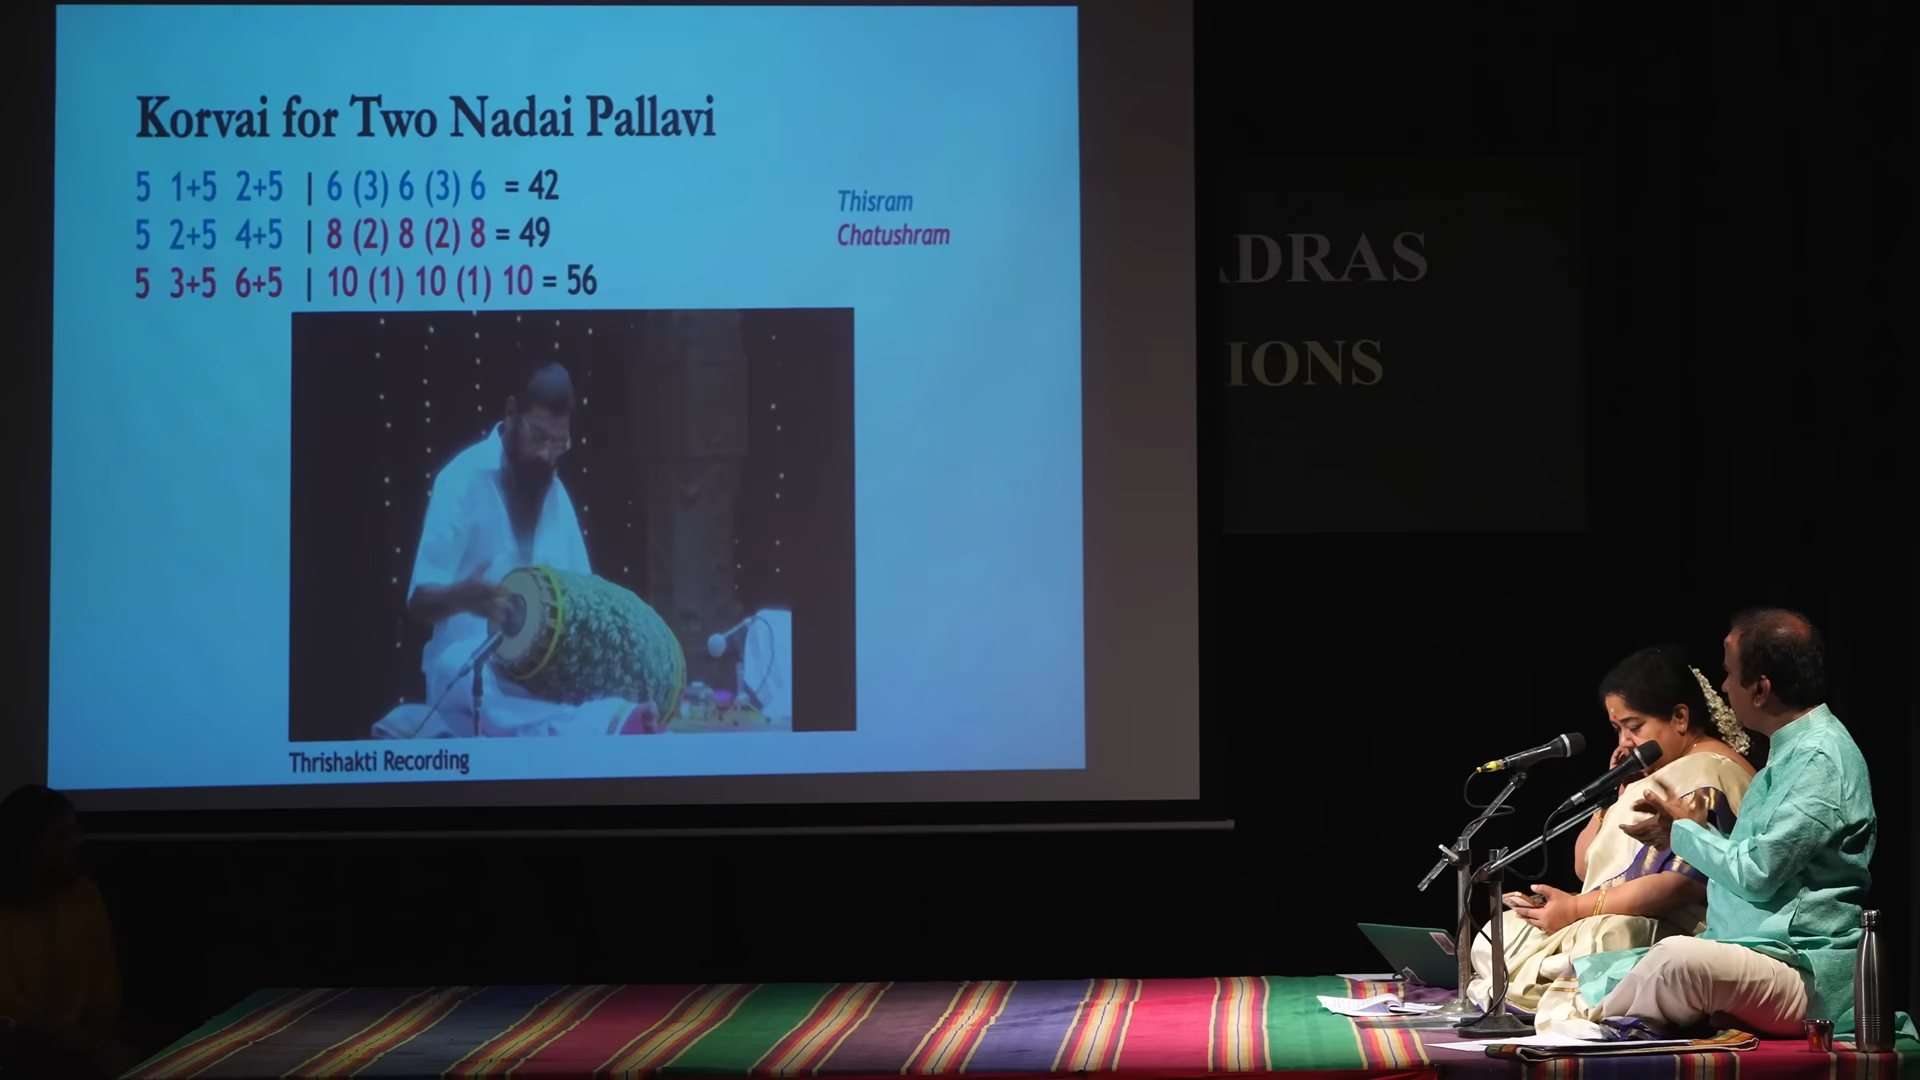 Korvai for Two Nadai Pallavi
5 1+5 2+5 | 6 (3) 6 (3) 6 = 42
5 2+5 4+5 | 8 (2) 8 (2) 8 = 49
5 3+5 6+5 | 10 (1) 10 (1) 10 = 56
Thisram
Chatushram
Thrishakti Recording
ADRAS
IONS